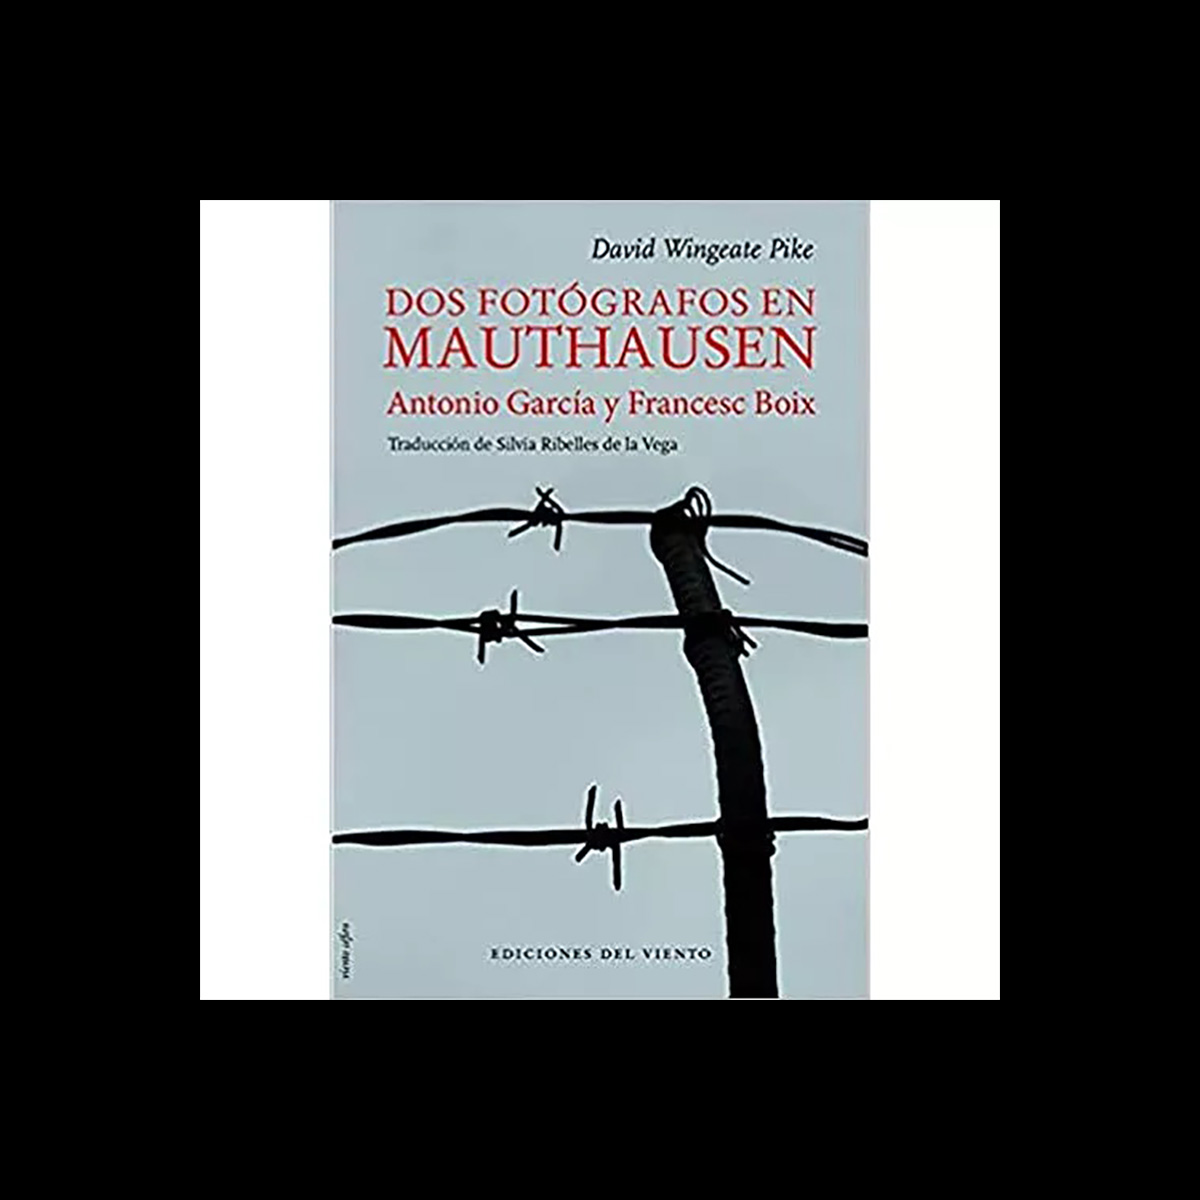 David Wingeate Pike
DOS FOTÓGRAFOS EN
MAUTHAUSEN
Antonio García y Francesc Boix
Traducción de Silvia Ribelles de la Vega
EDICIONES DEL VIENTO